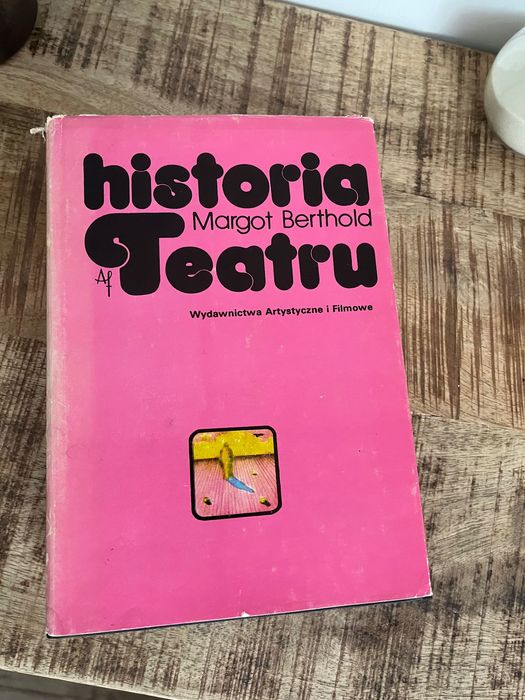 historia
Margot Berthold
Teatru
Wydawnictwa Artystyczne i Filmowe